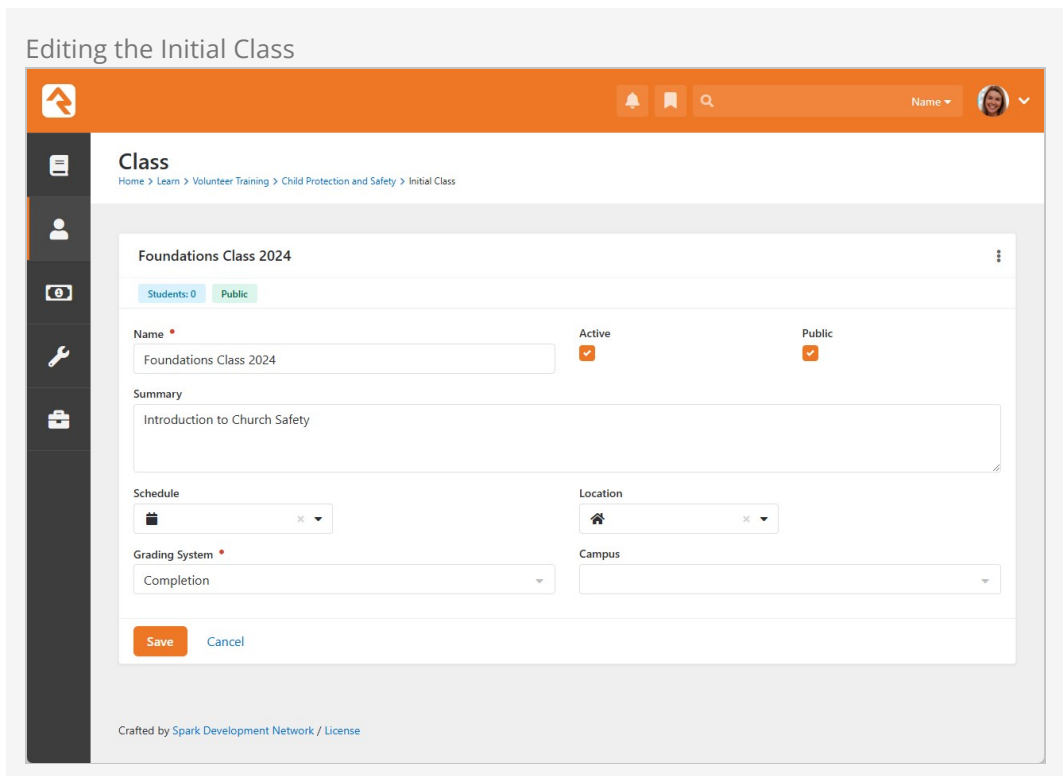 Editing the Initial Class
Name
Class
Home > Learn > Volunteer Training > Child Protection and Safety > Initial Class
Foundations Class 2024
Students: 0 Public
Name Active Public
Foundations Class 2024
Summary
Introduction to Church Safety
Schedule Location
Grading System Campus
Completion
Save Cancel
Crafted by Spark Development Network / License